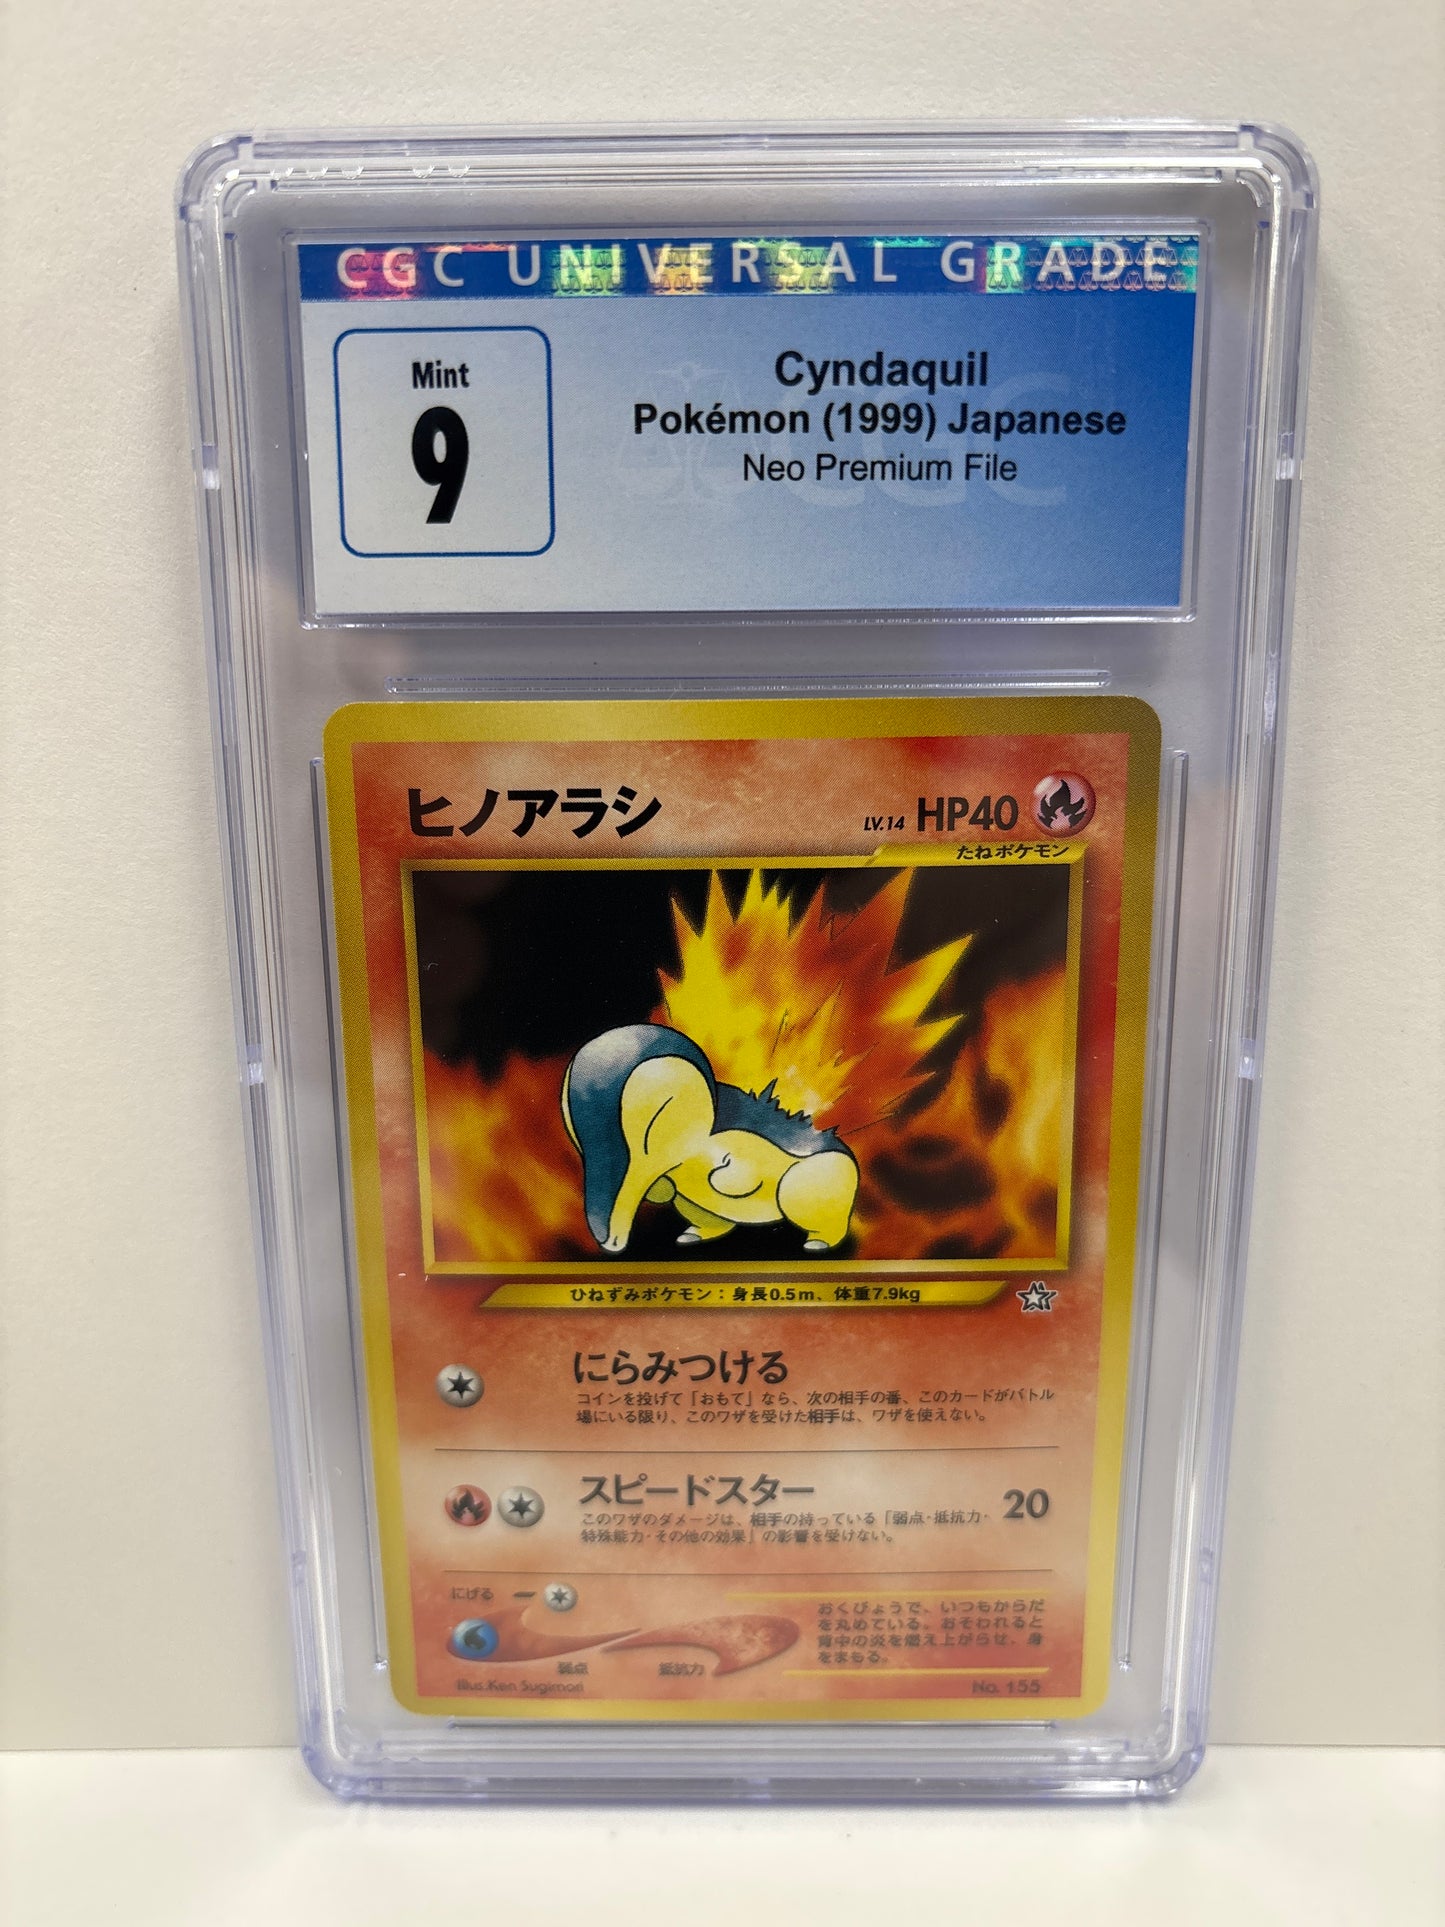 CGC UNIVERSAL GRADE
Mint
9
Cyndaquil
Pokémon (1999) Japanese
Neo Premium File
ヒノアラシ
LV.14 HP40
たねポケモン
ひねずみポケモン：身長0.5m、体重7.9kg
にらみつける
コインを投げて「おもて」なら、次の相手の番、このカードがバトル
場にいる限り、このワザを受けた相手は、ワザを使えない。
スピードスター
20
このワザのダメージは、相手の持っている「弱点・抵抗力・
特殊能力・その他の効果」の影響を受けない。
にげる
おくびょうで、いつもからだ
を丸めている。おそわれると
背中の炎を燃え上がらせ、身
をまもる。
弱点
抵抗力
Illus. Ken Sugimori
No. 155